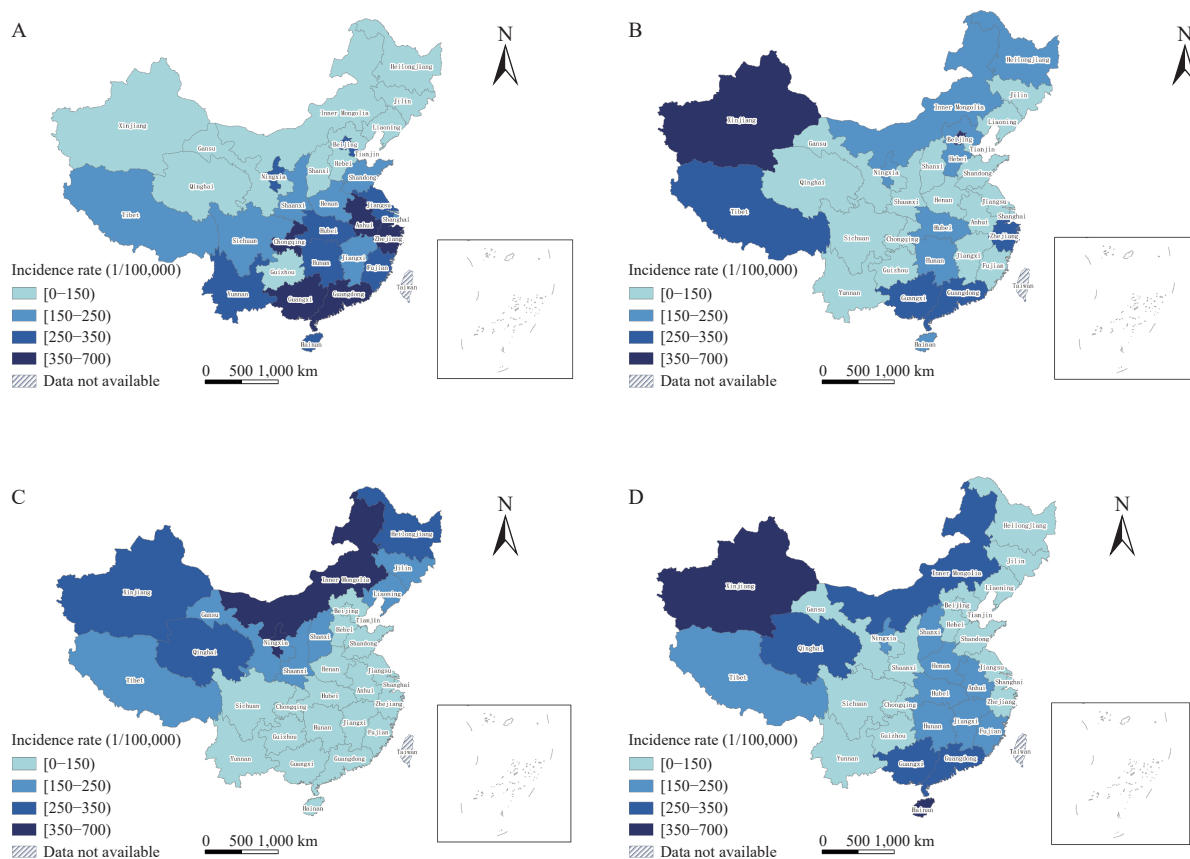 A
N
Heilongjiang
Jilin
Inner Mongolia
Liaoning
Xinjiang
Gansu
Beijing
Tianjin
Hebei
Shanxi
Ningxia
Shandong
Qinghai
Shaanxi
Henan
Jiangsu
Tibet
Anhui
Shanghai
Sichuan
Hubei
Chongqing
Zhejiang
Hunan
Jiangxi
Guizhou
Fujian
Yunnan
Guangxi
Guangdong
Taiwan
Hainan
Incidence rate (1/100,000)
[0−150)
[150−250)
[250−350)
[350−700)
Data not available
0 500 1,000 km
B
N
Heilongjiang
Jilin
Inner Mongolia
Liaoning
Xinjiang
Gansu
Beijing
Tianjin
Hebei
Shanxi
Ningxia
Shandong
Qinghai
Shaanxi
Henan
Jiangsu
Tibet
Anhui
Shanghai
Sichuan
Hubei
Chongqing
Zhejiang
Hunan
Jiangxi
Guizhou
Fujian
Yunnan
Guangxi
Guangdong
Taiwan
Hainan
Incidence rate (1/100,000)
[0−150)
[150−250)
[250−350)
[350−700)
Data not available
0 500 1,000 km
C
N
Heilongjiang
Jilin
Inner Mongolia
Liaoning
Xinjiang
Gansu
Beijing
Tianjin
Hebei
Shanxi
Ningxia
Shandong
Qinghai
Shaanxi
Henan
Jiangsu
Tibet
Anhui
Shanghai
Sichuan
Hubei
Chongqing
Zhejiang
Hunan
Jiangxi
Guizhou
Fujian
Yunnan
Guangxi
Guangdong
Taiwan
Hainan
Incidence rate (1/100,000)
[0−150)
[150−250)
[250−350)
[350−700)
Data not available
0 500 1,000 km
D
N
Heilongjiang
Jilin
Inner Mongolia
Liaoning
Xinjiang
Gansu
Beijing
Tianjin
Hebei
Shanxi
Ningxia
Shandong
Qinghai
Shaanxi
Henan
Jiangsu
Tibet
Anhui
Shanghai
Sichuan
Hubei
Chongqing
Zhejiang
Hunan
Jiangxi
Guizhou
Fujian
Yunnan
Guangxi
Guangdong
Taiwan
Hainan
Incidence rate (1/100,000)
[0−150)
[150−250)
[250−350)
[350−700)
Data not available
0 500 1,000 km